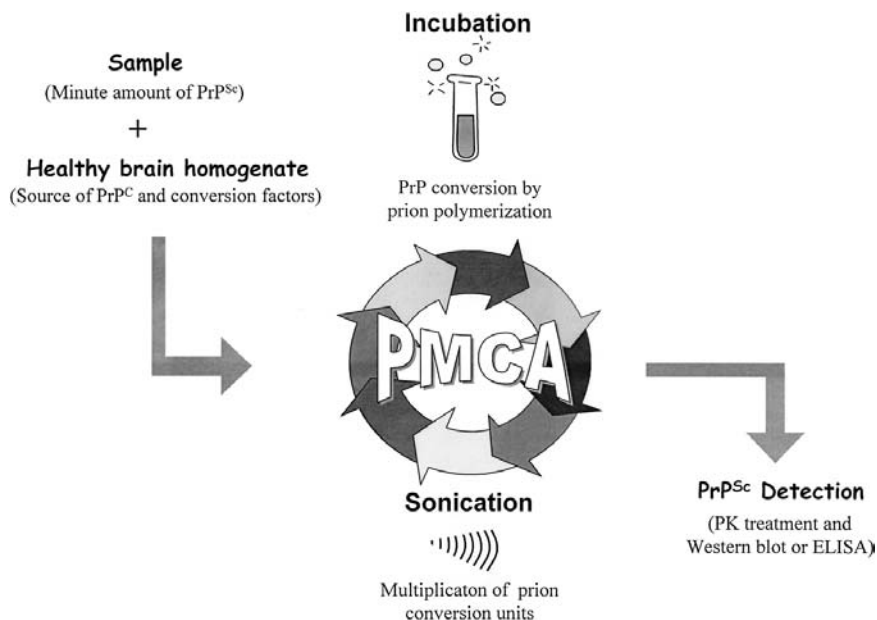 Sample
(Minute amount of PrPSc)
+
Healthy brain homogenate
(Source of PrPC and conversion factors)
Incubation
PrP conversion by
prion polymerization
PMCA
Sonication
Multiplicaton of prion
conversion units
PrPSc Detection
(PK treatment and
Western blot or ELISA)